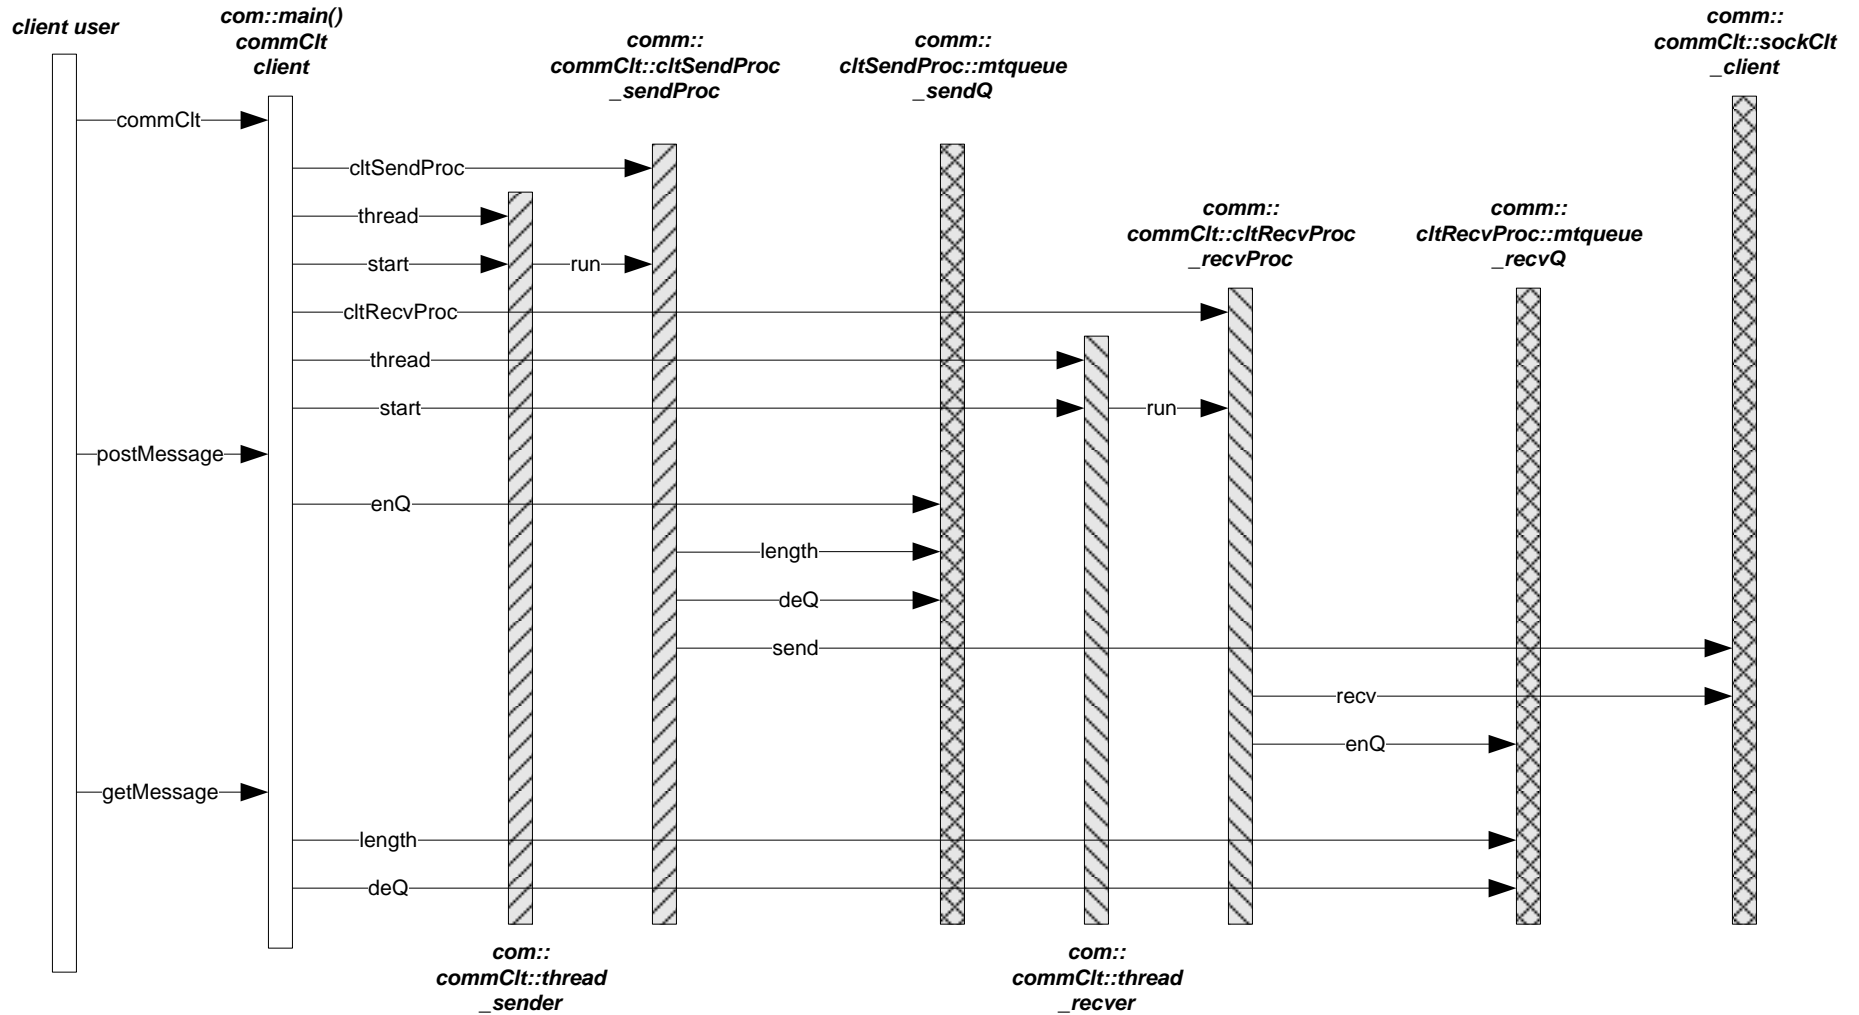 client user
com::main()
commClt
client
comm::
commClt::cltSendProc
_sendProc
comm::
cltSendProc::mtqueue
_sendQ
comm::
commClt::sockClt
_client
commClt
cltSendProc
thread
comm::
commClt::cltRecvProc
_recvProc
comm::
cltRecvProc::mtqueue
_recvQ
start
run
cltRecvProc
thread
start
run
postMessage
enQ
length
deQ
send
recv
enQ
getMessage
length
deQ
com::
commClt::thread
_sender
com::
commClt::thread
_recver